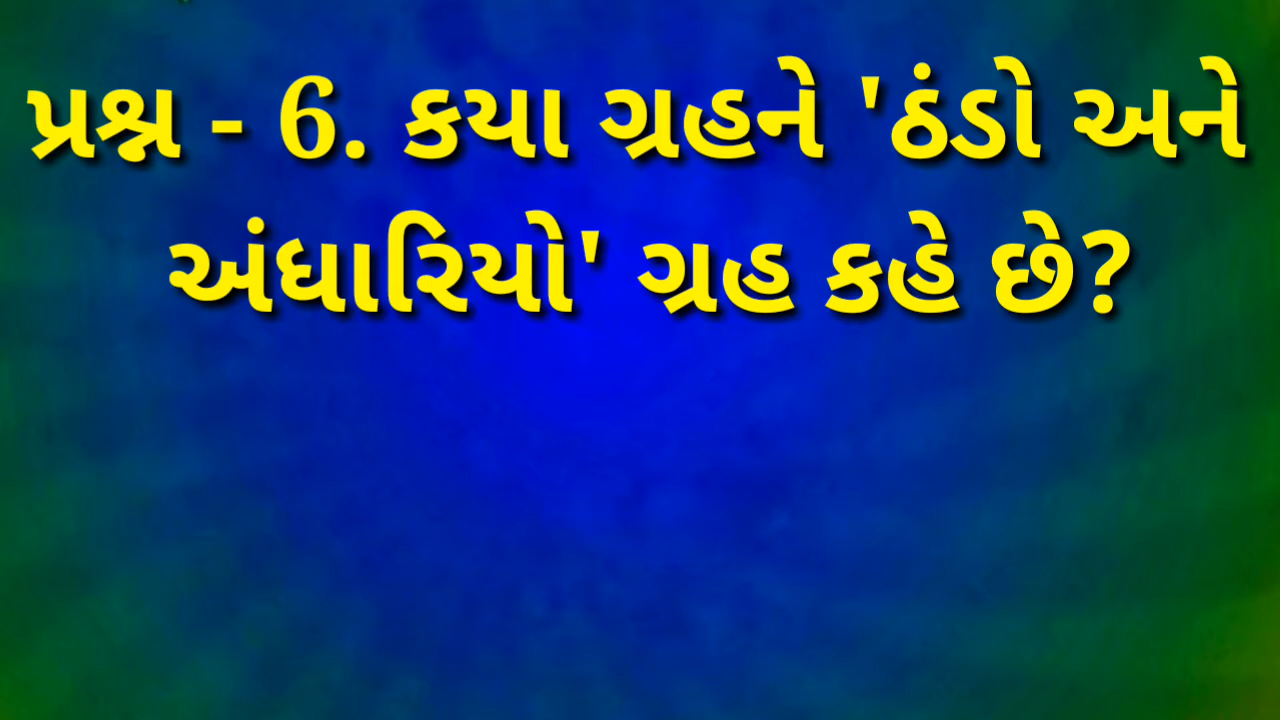 પ્રશ્ન - 6. કયા ગ્રહને 'ઠંડો અને
અંધારિયો' ગ્રહ કહે છે?